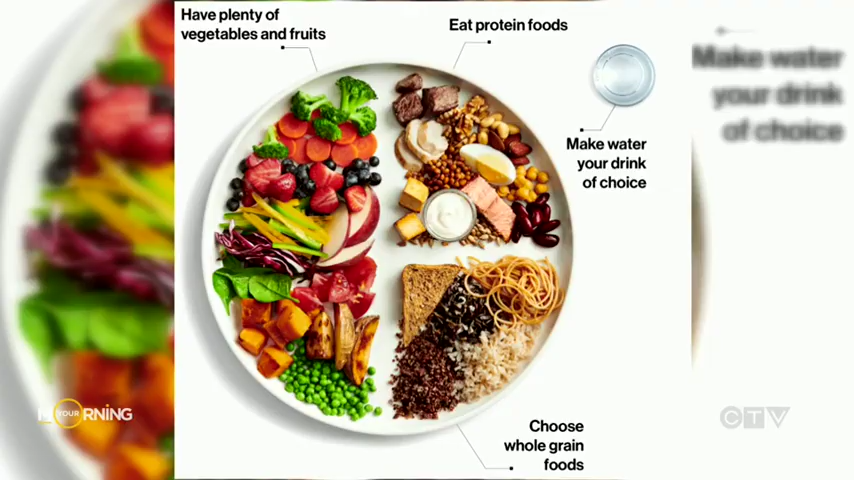 Have plenty of
vegetables and fruits
Eat protein foods
Make water
your drink
of choice
Make water
your drink
of choice
Choose
whole grain
foods
YOUR
RNING
CTV